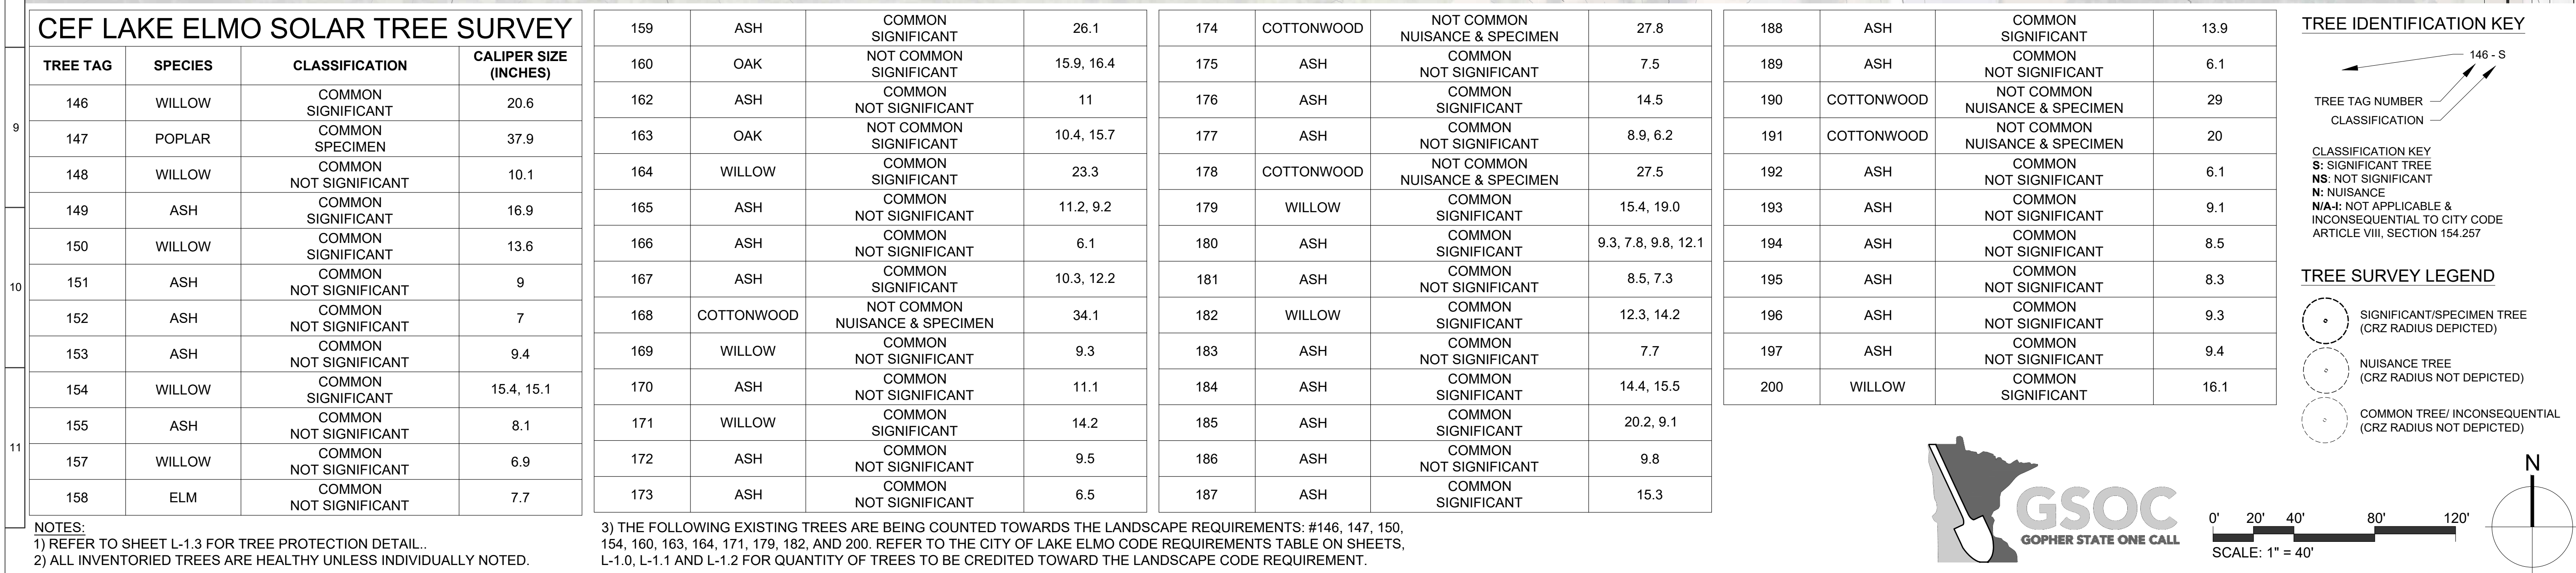 9
10
11
CEF LAKE ELMO SOLAR TREE SURVEY
TREE TAG SPECIES CLASSIFICATION CALIPER SIZE (INCHES)
146 WILLOW COMMON SIGNIFICANT 20.6
147 POPLAR COMMON SPECIMEN 37.9
148 WILLOW COMMON NOT SIGNIFICANT 10.1
149 ASH COMMON SIGNIFICANT 16.9
150 WILLOW COMMON SIGNIFICANT 13.6
151 ASH COMMON NOT SIGNIFICANT 9
152 ASH COMMON NOT SIGNIFICANT 7
153 ASH COMMON NOT SIGNIFICANT 9.4
154 WILLOW COMMON SIGNIFICANT 15.4, 15.1
155 ASH COMMON NOT SIGNIFICANT 8.1
157 WILLOW COMMON NOT SIGNIFICANT 6.9
158 ELM COMMON NOT SIGNIFICANT 7.7
159 ASH COMMON SIGNIFICANT 26.1
160 OAK NOT COMMON SIGNIFICANT 15.9, 16.4
162 ASH COMMON NOT SIGNIFICANT 11
163 OAK NOT COMMON SIGNIFICANT 10.4, 15.7
164 WILLOW COMMON SIGNIFICANT 23.3
165 ASH COMMON NOT SIGNIFICANT 11.2, 9.2
166 ASH COMMON NOT SIGNIFICANT 6.1
167 ASH COMMON SIGNIFICANT 10.3, 12.2
168 COTTONWOOD NOT COMMON NUISANCE & SPECIMEN 34.1
169 WILLOW COMMON NOT SIGNIFICANT 9.3
170 ASH COMMON NOT SIGNIFICANT 11.1
171 WILLOW COMMON SIGNIFICANT 14.2
172 ASH COMMON NOT SIGNIFICANT 9.5
173 ASH COMMON NOT SIGNIFICANT 6.5
174 COTTONWOOD NOT COMMON NUISANCE & SPECIMEN 27.8
175 ASH COMMON NOT SIGNIFICANT 7.5
176 ASH COMMON SIGNIFICANT 14.5
177 ASH COMMON NOT SIGNIFICANT 8.9, 6.2
178 COTTONWOOD NOT COMMON NUISANCE & SPECIMEN 27.5
179 WILLOW COMMON SIGNIFICANT 15.4, 19.0
180 ASH COMMON SIGNIFICANT 9.3, 7.8, 9.8, 12.1
181 ASH COMMON NOT SIGNIFICANT 8.5, 7.3
182 WILLOW COMMON SIGNIFICANT 12.3, 14.2
183 ASH COMMON NOT SIGNIFICANT 7.7
184 ASH COMMON SIGNIFICANT 14.4, 15.5
185 ASH COMMON SIGNIFICANT 20.2, 9.1
186 ASH COMMON NOT SIGNIFICANT 9.8
187 ASH COMMON SIGNIFICANT 15.3
188 ASH COMMON SIGNIFICANT 13.9
189 ASH COMMON NOT SIGNIFICANT 6.1
190 COTTONWOOD NOT COMMON NUISANCE & SPECIMEN 29
191 COTTONWOOD NOT COMMON NUISANCE & SPECIMEN 20
192 ASH COMMON NOT SIGNIFICANT 6.1
193 ASH COMMON NOT SIGNIFICANT 9.1
194 ASH COMMON NOT SIGNIFICANT 8.5
195 ASH COMMON NOT SIGNIFICANT 8.3
196 ASH COMMON NOT SIGNIFICANT 9.3
197 ASH COMMON NOT SIGNIFICANT 9.4
200 WILLOW COMMON SIGNIFICANT 16.1
NOTES:
1) REFER TO SHEET L-1.3 FOR TREE PROTECTION DETAIL..
2) ALL INVENTORIED TREES ARE HEALTHY UNLESS INDIVIDUALLY NOTED.
3) THE FOLLOWING EXISTING TREES ARE BEING COUNTED TOWARDS THE LANDSCAPE REQUIREMENTS: #146, 147, 150,
154, 160, 163, 164, 171, 179, 182, AND 200. REFER TO THE CITY OF LAKE ELMO CODE REQUIREMENTS TABLE ON SHEETS,
L-1.0, L-1.1 AND L-1.2 FOR QUANTITY OF TREES TO BE CREDITED TOWARD THE LANDSCAPE CODE REQUIREMENT.
TREE IDENTIFICATION KEY
146 - S
TREE TAG NUMBER
CLASSIFICATION
CLASSIFICATION KEY
S: SIGNIFICANT TREE
NS: NOT SIGNIFICANT
N: NUISANCE
N/A-I: NOT APPLICABLE &
INCONSEQUENTIAL TO CITY CODE
ARTICLE VIII, SECTION 154.257
TREE SURVEY LEGEND
SIGNIFICANT/SPECIMEN TREE
(CRZ RADIUS DEPICTED)
NUISANCE TREE
(CRZ RADIUS NOT DEPICTED)
COMMON TREE/ INCONSEQUENTIAL
(CRZ RADIUS NOT DEPICTED)
GSOC
GOPHER STATE ONE CALL
0' 20' 40' 80' 120'
SCALE: 1" = 40'
N